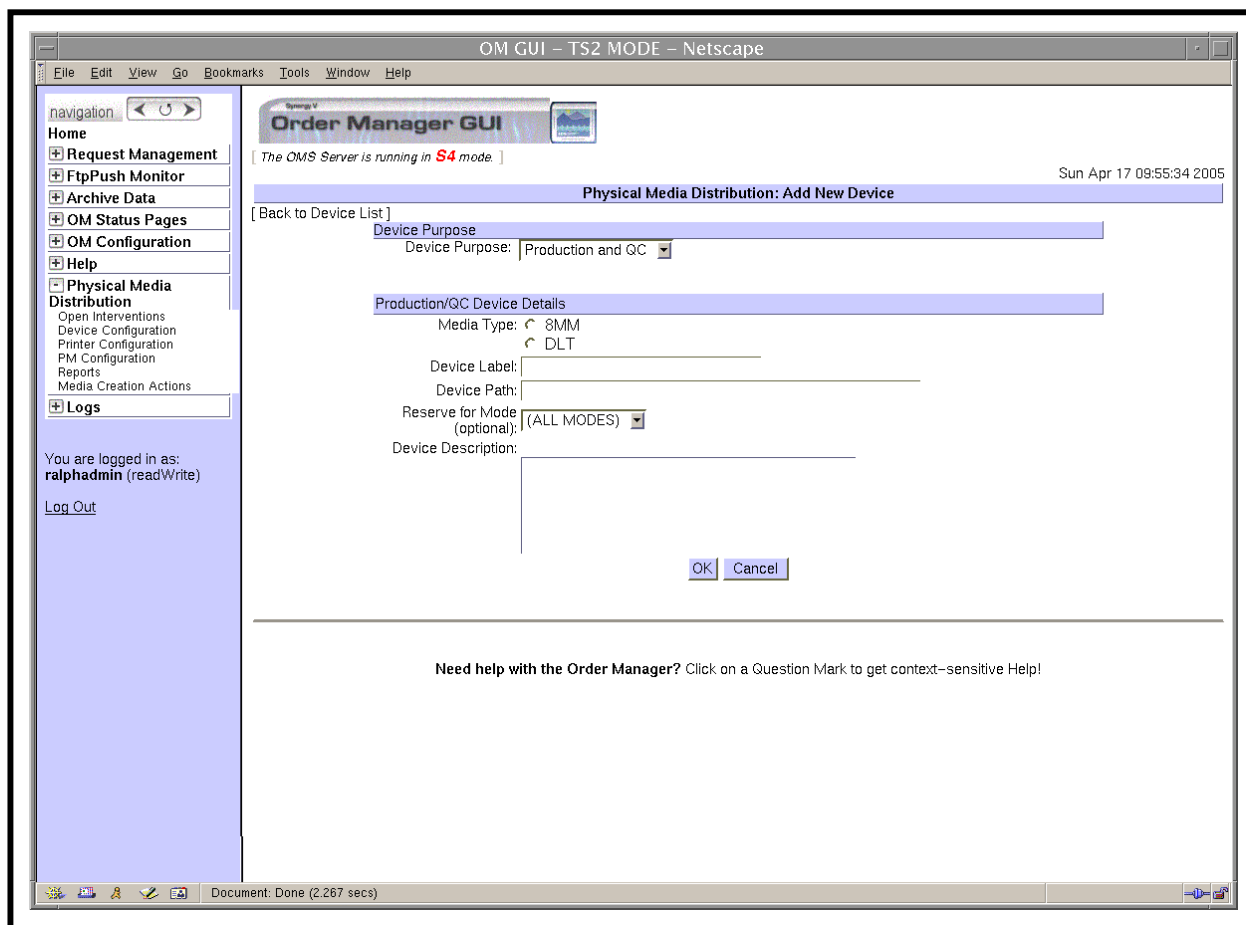 OM GUI – TS2 MODE – Netscape
File Edit View Go Bookmarks Tools Window Help
navigation
Home
Request Management
FtpPush Monitor
Archive Data
OM Status Pages
OM Configuration
Help
Physical Media
Distribution
Open Interventions
Device Configuration
Printer Configuration
PM Configuration
Reports
Media Creation Actions
Logs
You are logged in as:
ralphadmin (readWrite)
Log Out
Synergy V
Order Manager GUI
[ The OMS Server is running in S4 mode. ]
Sun Apr 17 09:55:34 2005
Physical Media Distribution: Add New Device
[ Back to Device List ]
Device Purpose
Device Purpose: Production and QC
Production/QC Device Details
Media Type: 8MM
DLT
Device Label:
Device Path:
Reserve for Mode
(optional): (ALL MODES)
Device Description:
OK Cancel
Need help with the Order Manager? Click on a Question Mark to get context–sensitive Help!
Document: Done (2.267 secs)